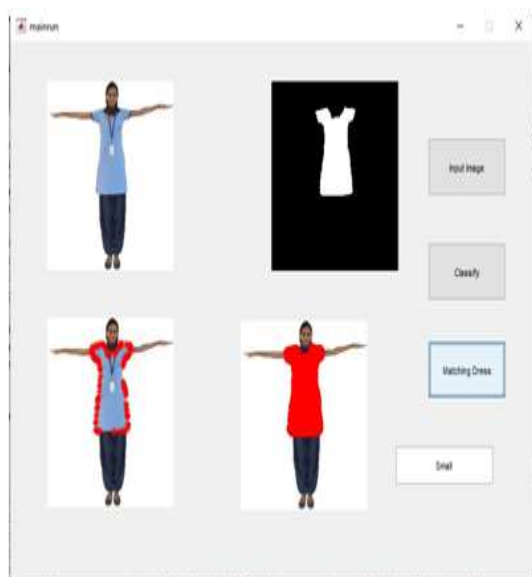 mainrun
Input Image
Classify
Matching Dress
Small